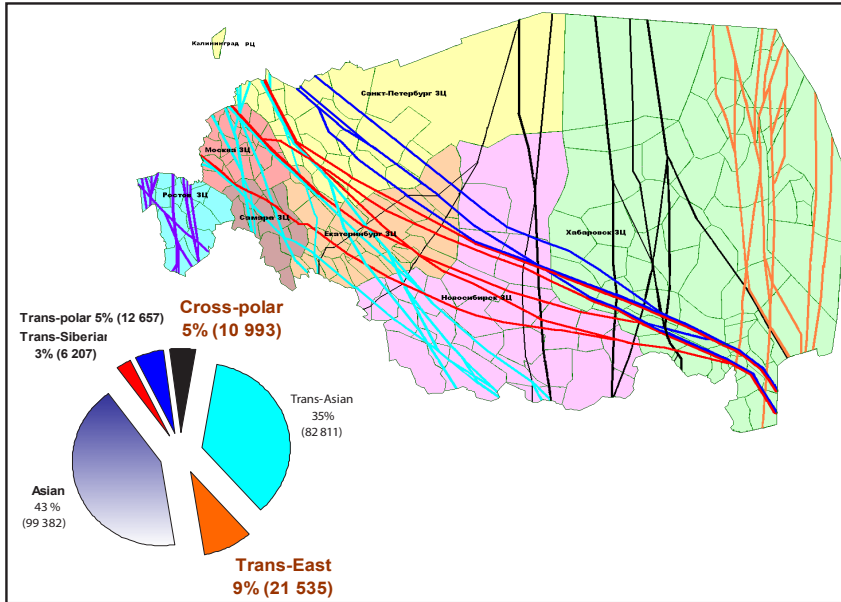 Калининград РЦ
Санкт-Петербург ЗЦ
Москва ЗЦ
Ростов ЗЦ
Самара ЗЦ
Екатеринбург ЗЦ
Хабаровск ЗЦ
Новосибирск ЗЦ
Cross-polar
5% (10 993)
Trans-polar 5% (12 657)
Trans-Siberian
3% (6 207)
Trans-Asian
35%
(82 811)
Asian
43 %
(99 382)
Trans-East
9% (21 535)